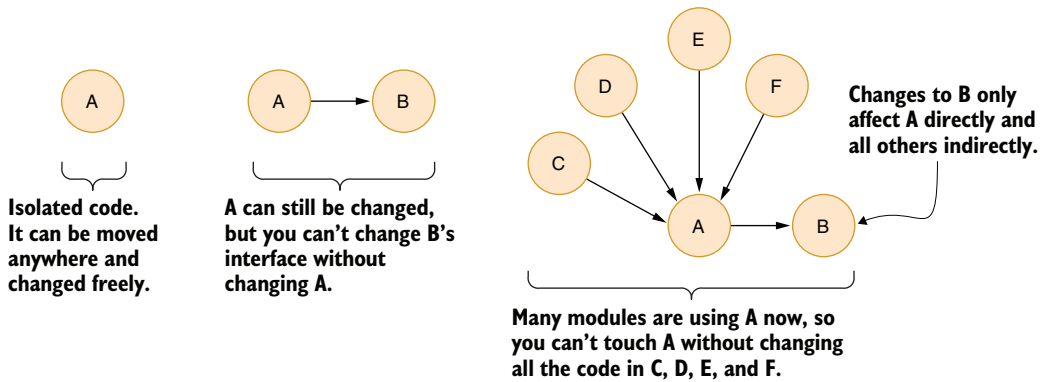 A
Isolated code.
It can be moved
anywhere and
changed freely.
A
B
A can still be changed,
but you can't change B's
interface without
changing A.
E
D
F
C
A
B
Changes to B only
affect A directly and
all others indirectly.
Many modules are using A now, so
you can't touch A without changing
all the code in C, D, E, and F.